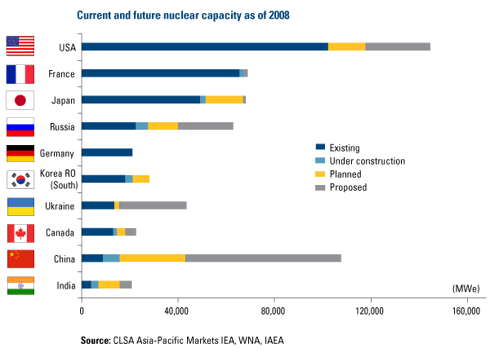 Current and future nuclear capacity as of 2008
USA
France
Japan
Russia
Germany
Korea RO
(South)
Ukraine
Canada
China
India
Existing
Under construction
Planned
Proposed
(MWe)
0
40,000
80,000
120,000
160,000
Source: CLSA Asia-Pacific Markets IEA, WNA, IAEA